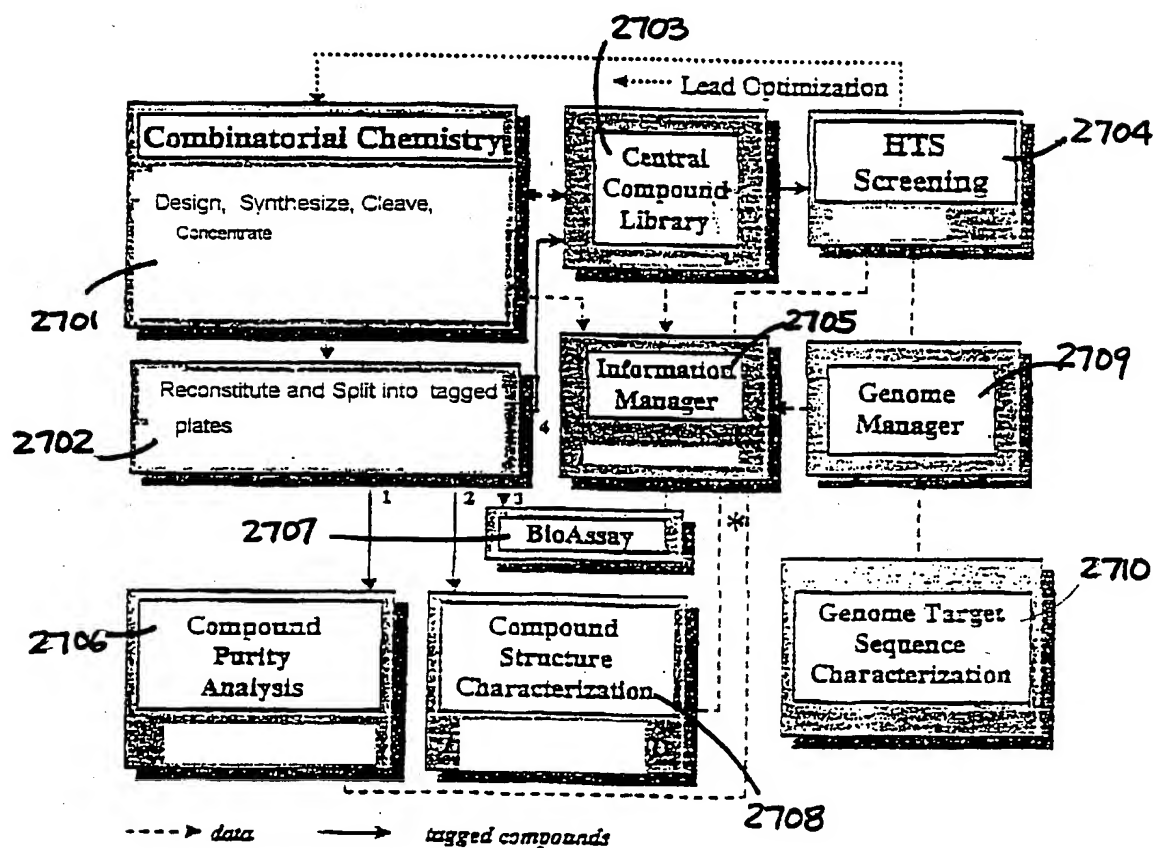 2703
Lead Optimization
Combinatorial Chemistry
Design, Synthesize, Cleave,
Concentrate
2701
Central
Compound
Library
HTS
Screening
2704
2705
Reconstitute and Split into tagged
plates
2702
4
Information
Manager
Genome
Manager
2709
1
2
3
2707
BioAssay
*
2706
Compound
Purity
Analysis
Compound
Structure
Characterization
2708
Genome Target
Sequence
Characterization
2710
data
tagged compounds